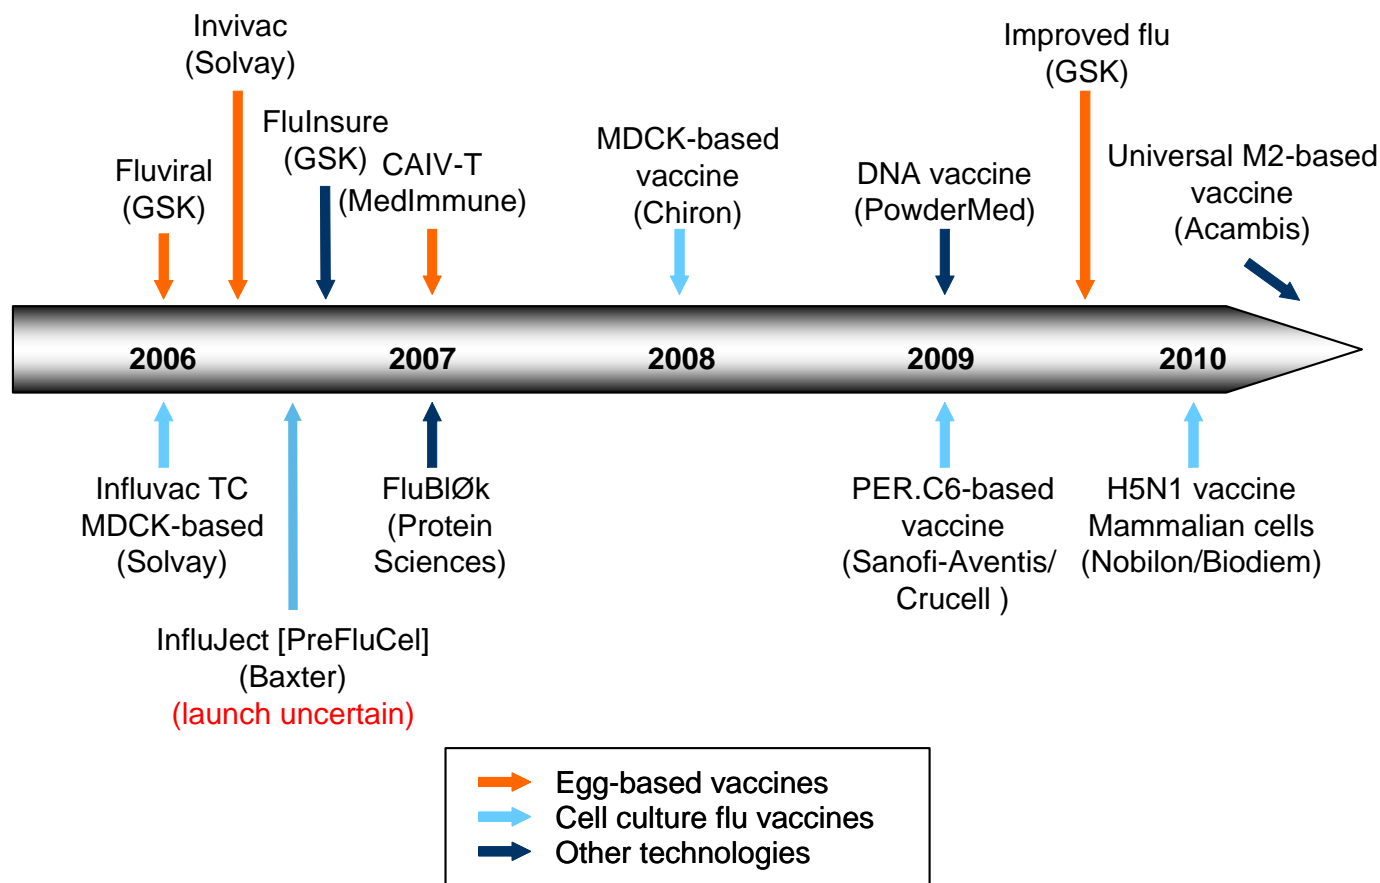 Invivac
(Solvay)
Improved flu
(GSK)
FluInsure
(GSK)
CAIV-T
(MedImmune)
MDCK-based
vaccine
(Chiron)
Universal M2-based
vaccine
(Acambis)
Fluviral
(GSK)
DNA vaccine
(PowderMed)
2006
2007
2008
2009
2010
Influvac TC
MDCK-based
(Solvay)
FluBlØk
(Protein
Sciences)
PER.C6-based
vaccine
(Sanofi-Aventis/
Crucell )
H5N1 vaccine
Mammalian cells
(Nobilon/Biodiem)
InfluJect [PreFluCel]
(Baxter)
(launch uncertain)
Egg-based vaccines
Cell culture flu vaccines
Other technologies